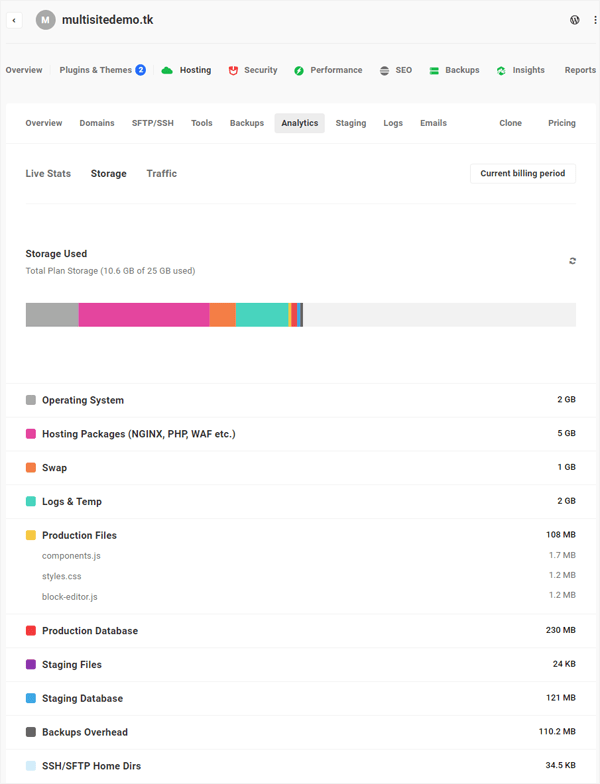 ‹ M multisitedemo.tk
Overview Plugins & Themes 2 Hosting Security Performance SEO Backups Insights Reports
Overview Domains SFTP/SSH Tools Backups Analytics Staging Logs Emails Clone Pricing
Live Stats Storage Traffic Current billing period
Storage Used
Total Plan Storage (10.6 GB of 25 GB used)
Operating System 2 GB
Hosting Packages (NGINX, PHP, WAF etc.) 5 GB
Swap 1 GB
Logs & Temp 2 GB
Production Files 108 MB
components.js 1.7 MB
styles.css 1.2 MB
block-editor.js 1.2 MB
Production Database 230 MB
Staging Files 24 KB
Staging Database 121 MB
Backups Overhead 110.2 MB
SSH/SFTP Home Dirs 34.5 KB